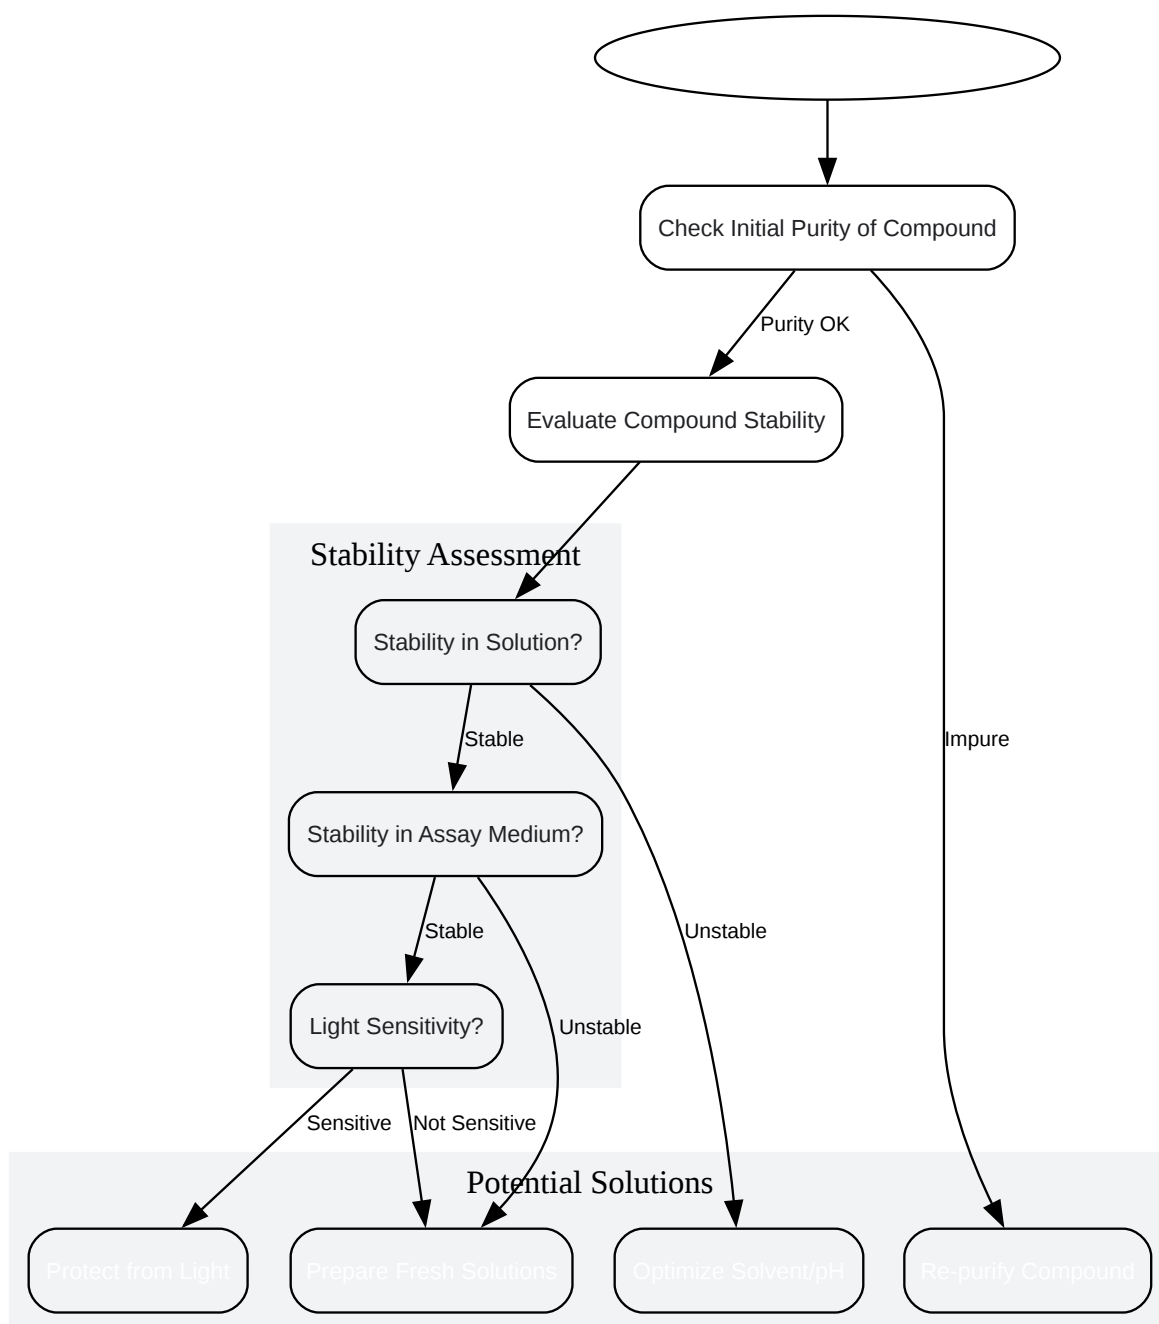 Check Initial Purity of Compound
Purity OK
Evaluate Compound Stability
Stability Assessment
Stability in Solution?
Stable
Impure
Stability in Assay Medium?
Stable
Unstable
Light Sensitivity?
Unstable
Sensitive
Not Sensitive
Potential Solutions
Protect from Light
Prepare Fresh Solutions
Optimize Solvent/pH
Re-purify Compound